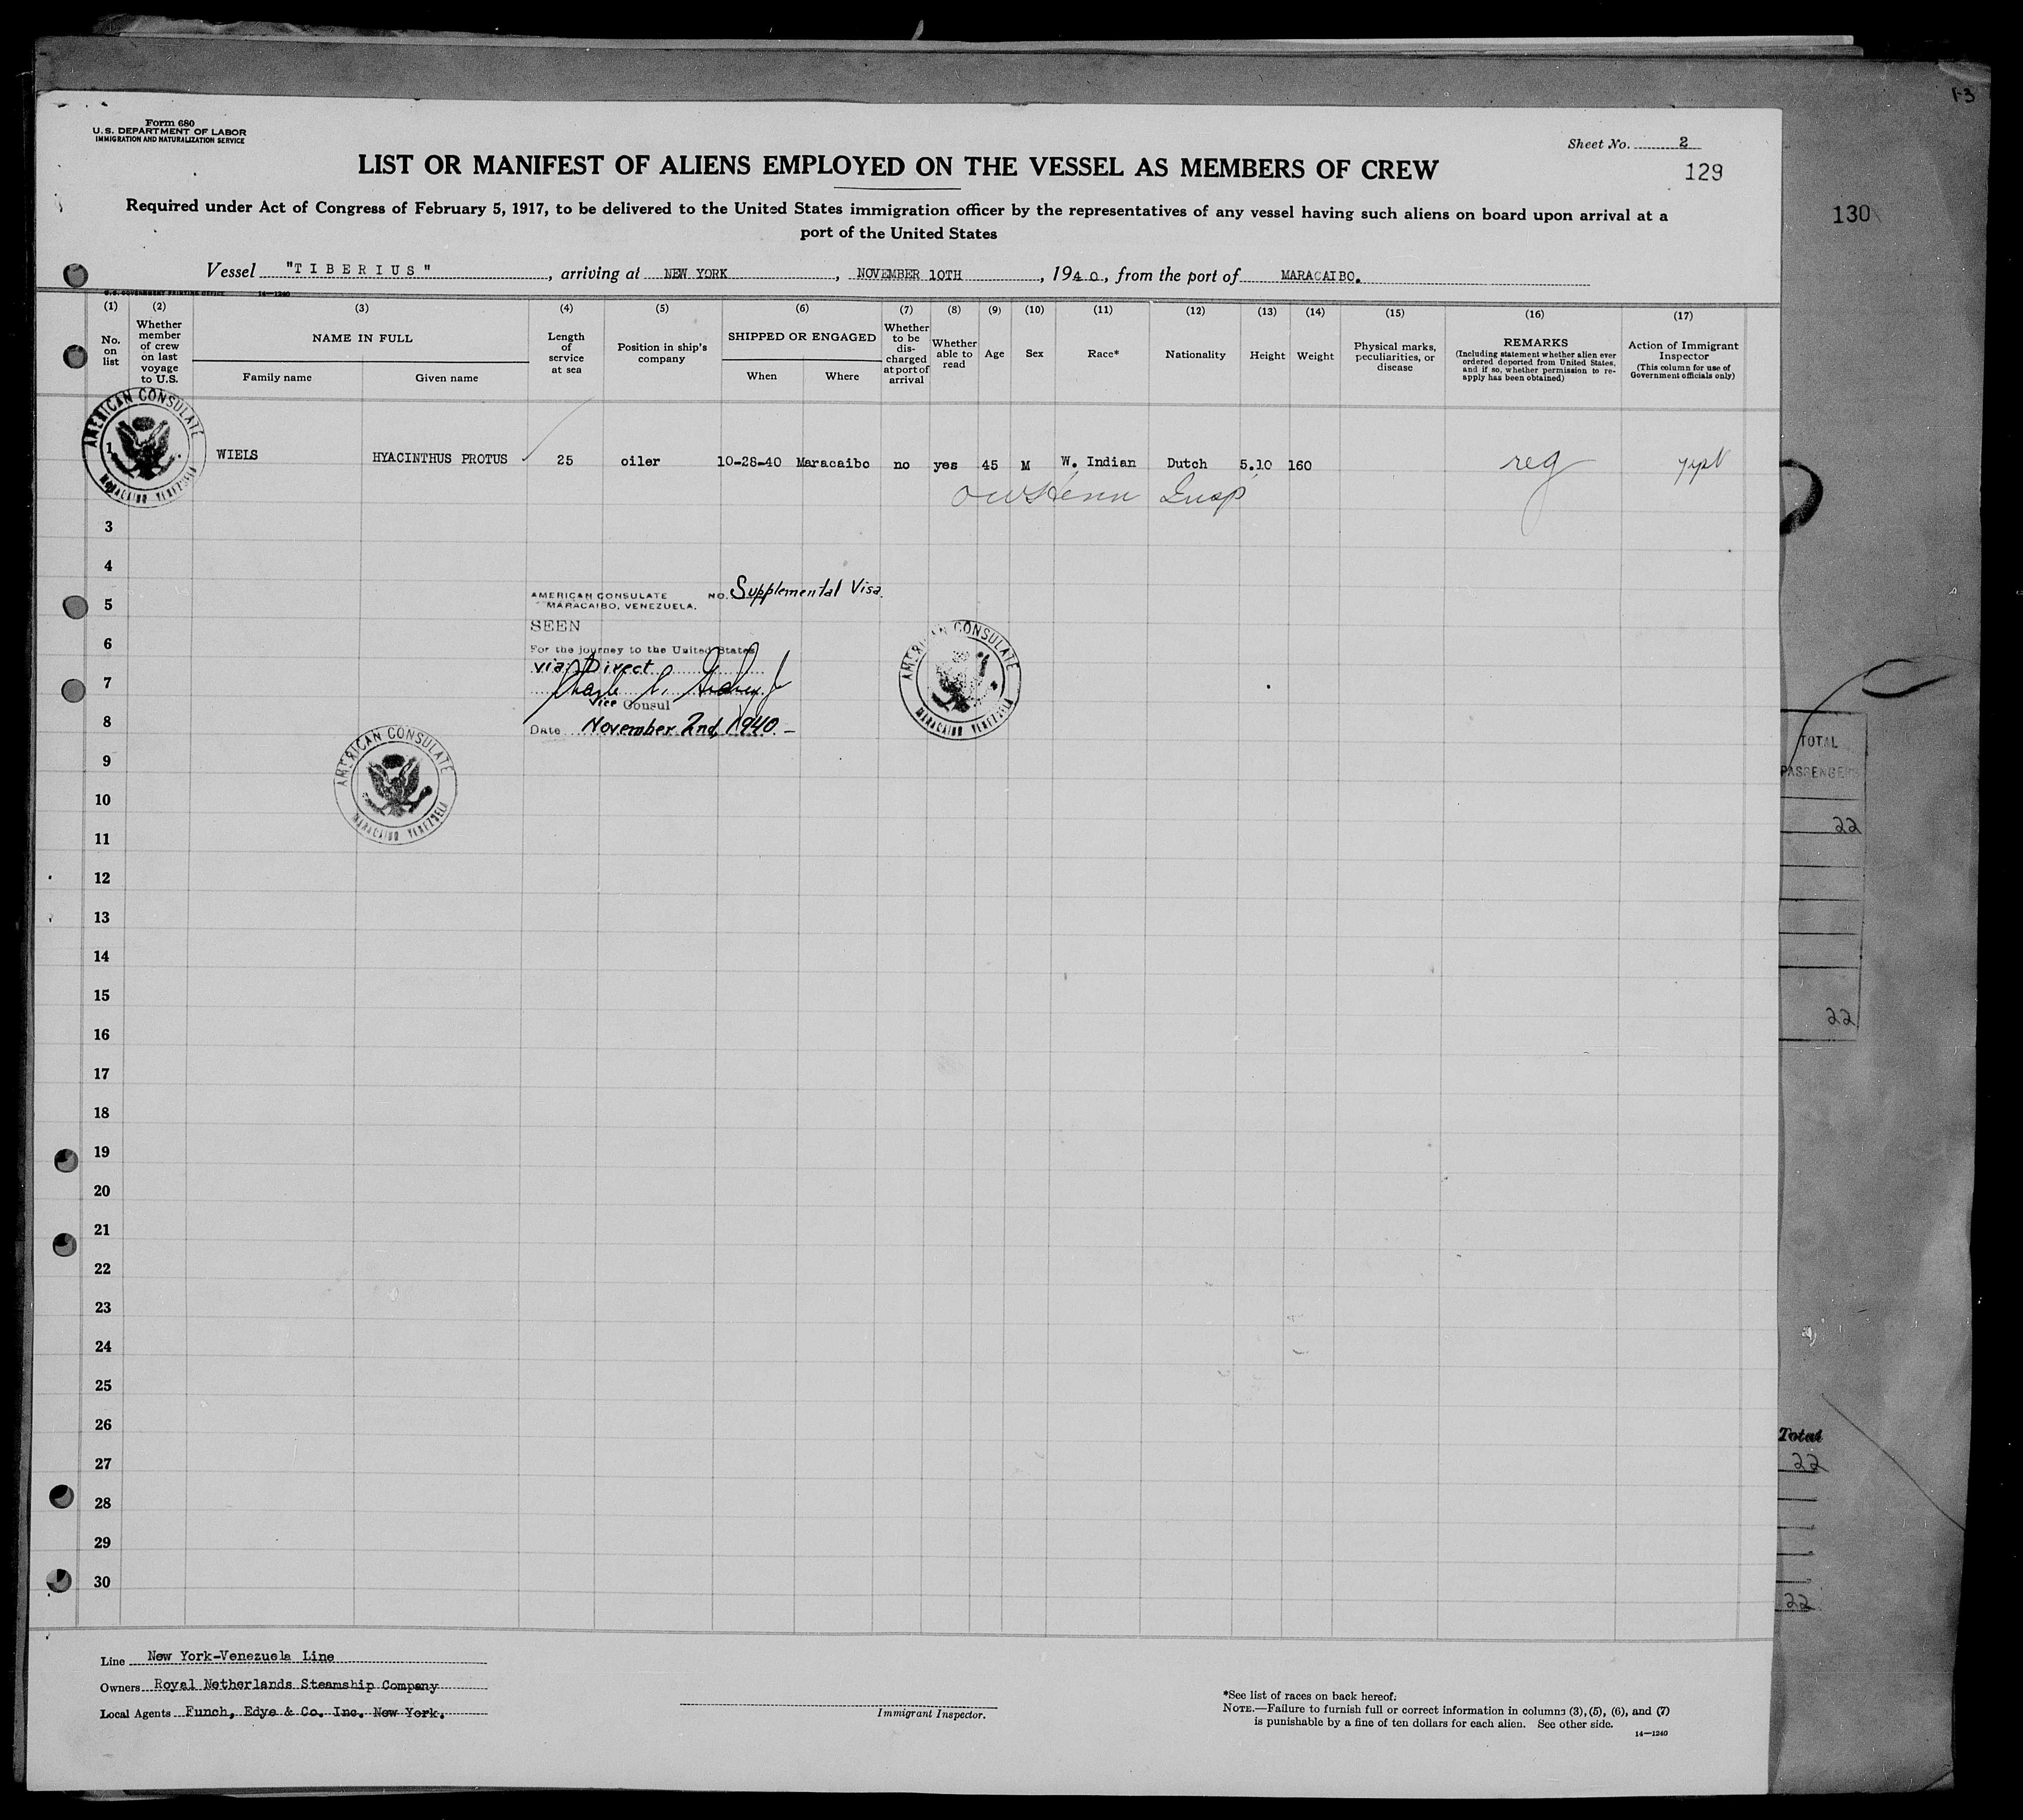 1-3
Form 680
U. S. DEPARTMENT OF LABOR
IMMIGRATION AND NATURALIZATION SERVICE
Sheet No. 2
129
130
LIST OR MANIFEST OF ALIENS EMPLOYED ON THE VESSEL AS MEMBERS OF CREW
Required under Act of Congress of February 5, 1917, to be delivered to the United States immigration officer by the representatives of any vessel having such aliens on board upon arrival at a
port of the United States
Vessel "TIBERIUS", arriving at NEW YORK, NOVEMBER 10TH, 1940, from the port of MARACAIBO.
U. S. GOVERNMENT PRINTING OFFICE 14—1240
(1) (2) (3) (4) (5) (6) (7) (8) (9) (10) (11) (12) (13) (14) (15) (16) (17)
No. on list
Whether member of crew on last voyage to U.S.
NAME IN FULL
Family name Given name
Length of service at sea
Position in ship's company
SHIPPED OR ENGAGED
When Where
Whether to be discharged at port of arrival
Whether able to read
Age
Sex
Race*
Nationality
Height
Weight
Physical marks, peculiarities, or disease
REMARKS
(Including statement whether alien ever ordered deported from United States, and if so, whether permission to reapply has been obtained)
Action of Immigrant Inspector
(This column for use of Government officials only)
AMERICAN CONSULATE
MARACAIBO VENEZUELA
1 WIELS HYACINTHUS PROTUS 25 oiler 10-28-40 Maracaibo no yes 45 M W. Indian Dutch 5.10 160 reg
Insp
3
4
5
6
7
8
9
10
11
12
13
14
15
16
17
18
19
20
21
22
23
24
25
26
27
28
29
30
AMERICAN CONSULATE NO. Supplemental Visa
MARACAIBO, VENEZUELA.
SEEN
For the journey to the United States
via: Direct
Vice Consul
Date November 2nd, 1940.-
AMERICAN CONSULATE
MARACAIBO VENEZUELA
AMERICAN CONSULATE
MARACAIBO VENEZUELA
TOTAL
PASSENGERS
22
22
Total
22
22
Line New York-Venezuela Line
Owners Royal Netherlands Steamship Company
Local Agents Funch, Edye & Co. Inc. New York.
Immigrant Inspector.
*See list of races on back hereof.
NOTE.—Failure to furnish full or correct information in columns (3), (5), (6), and (7)
is punishable by a fine of ten dollars for each alien. See other side.
14—1240